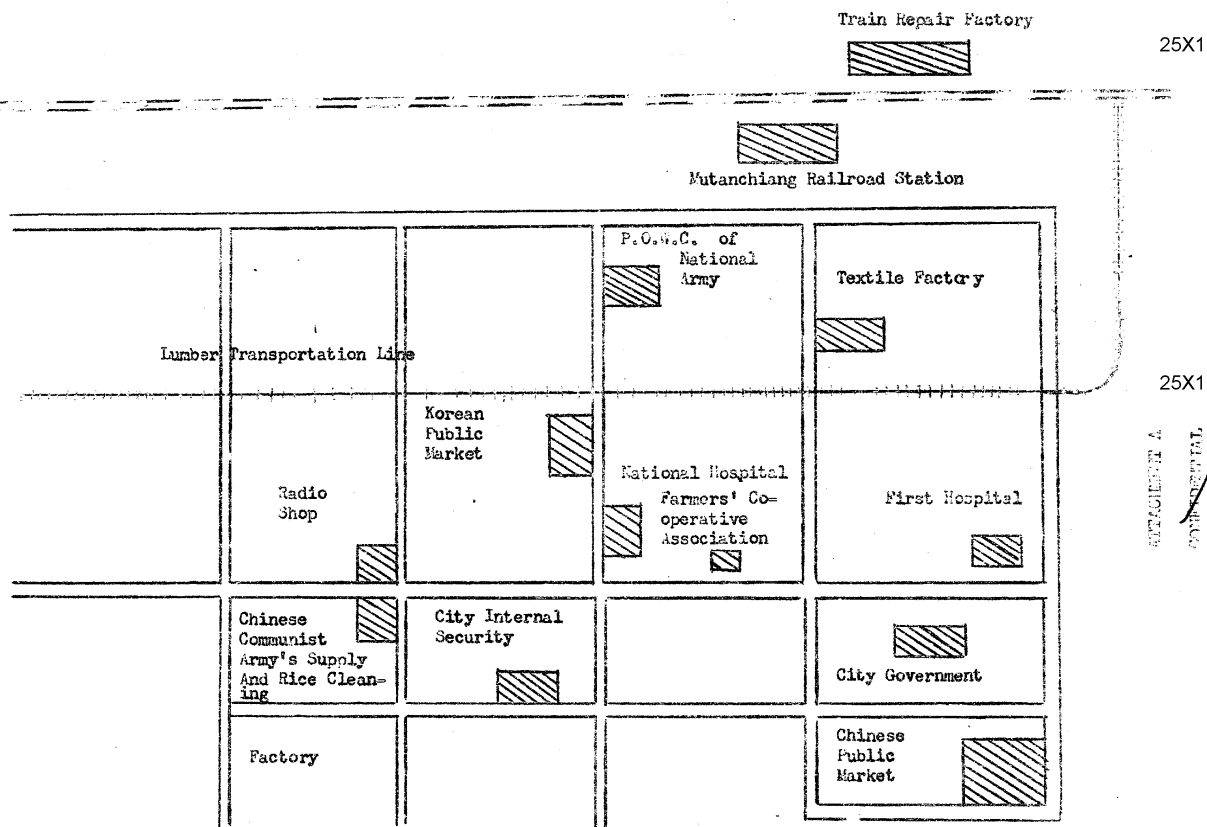 Train Repair Factory
25X1
Mutanchiang Railroad Station
P.O.W.C. of
National
Army
Textile Factory
Lumber Transportation Line
25X1
Korean
Public
Market
National Hospital
Farmers' Co=
operative
Association
First Hospital
Radio
Shop
ATTACHMENT A
CONFIDENTIAL
Chinese
Communist
Army's Supply
And Rice Clean=
ing
City Internal
Security
City Government
Factory
Chinese
Public
Market